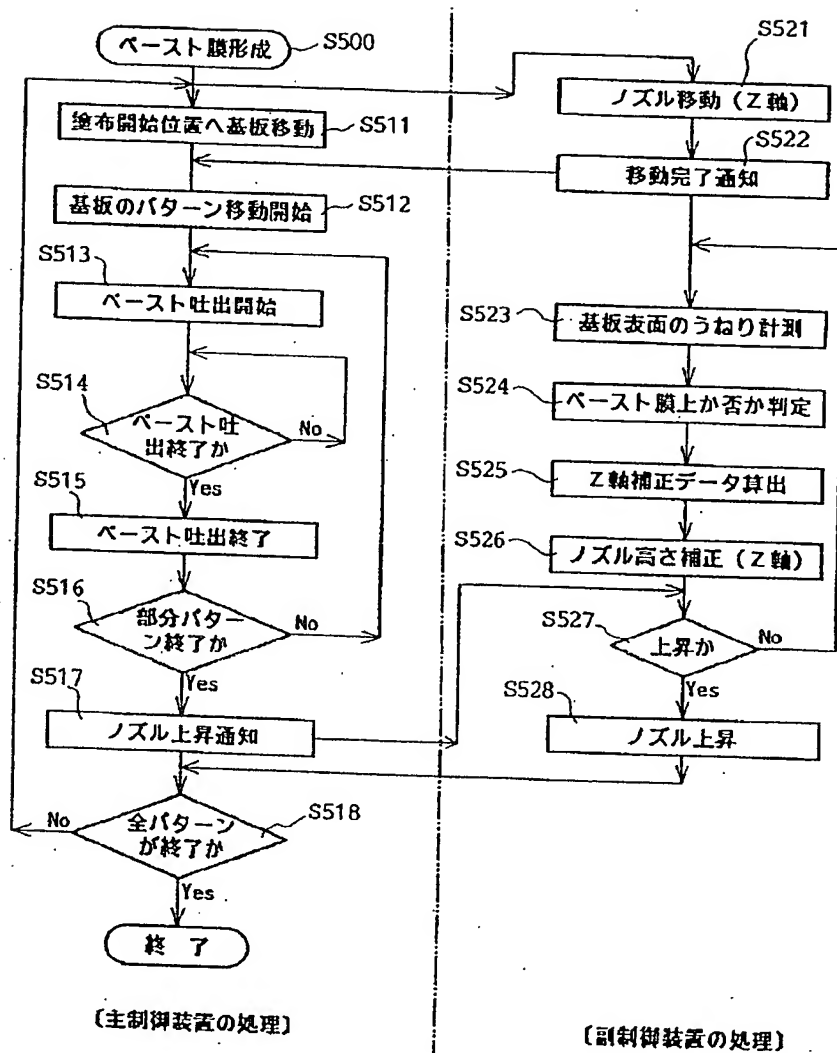 ペースト膜形成
S500
塗布開始位置へ基板移動
S511
基板のパターン移動開始
S512
S513
ペースト吐出開始
S514
ペースト吐
出終了か
No
Yes
S515
ペースト吐出終了
S516
部分パター
ン終了か
No
Yes
S517
ノズル上昇通知
S518
全パターン
が終了か
No
Yes
終 了
〔主制御装置の処理〕
S521
ノズル移動（Z軸）
S522
移動完了通知
S523
基板表面のうねり計測
S524
ペースト膜上か否か判定
S525
Z軸補正データ算出
S526
ノズル高さ補正（Z軸）
S527
上昇か
No
Yes
S528
ノズル上昇
〔副制御装置の処理〕